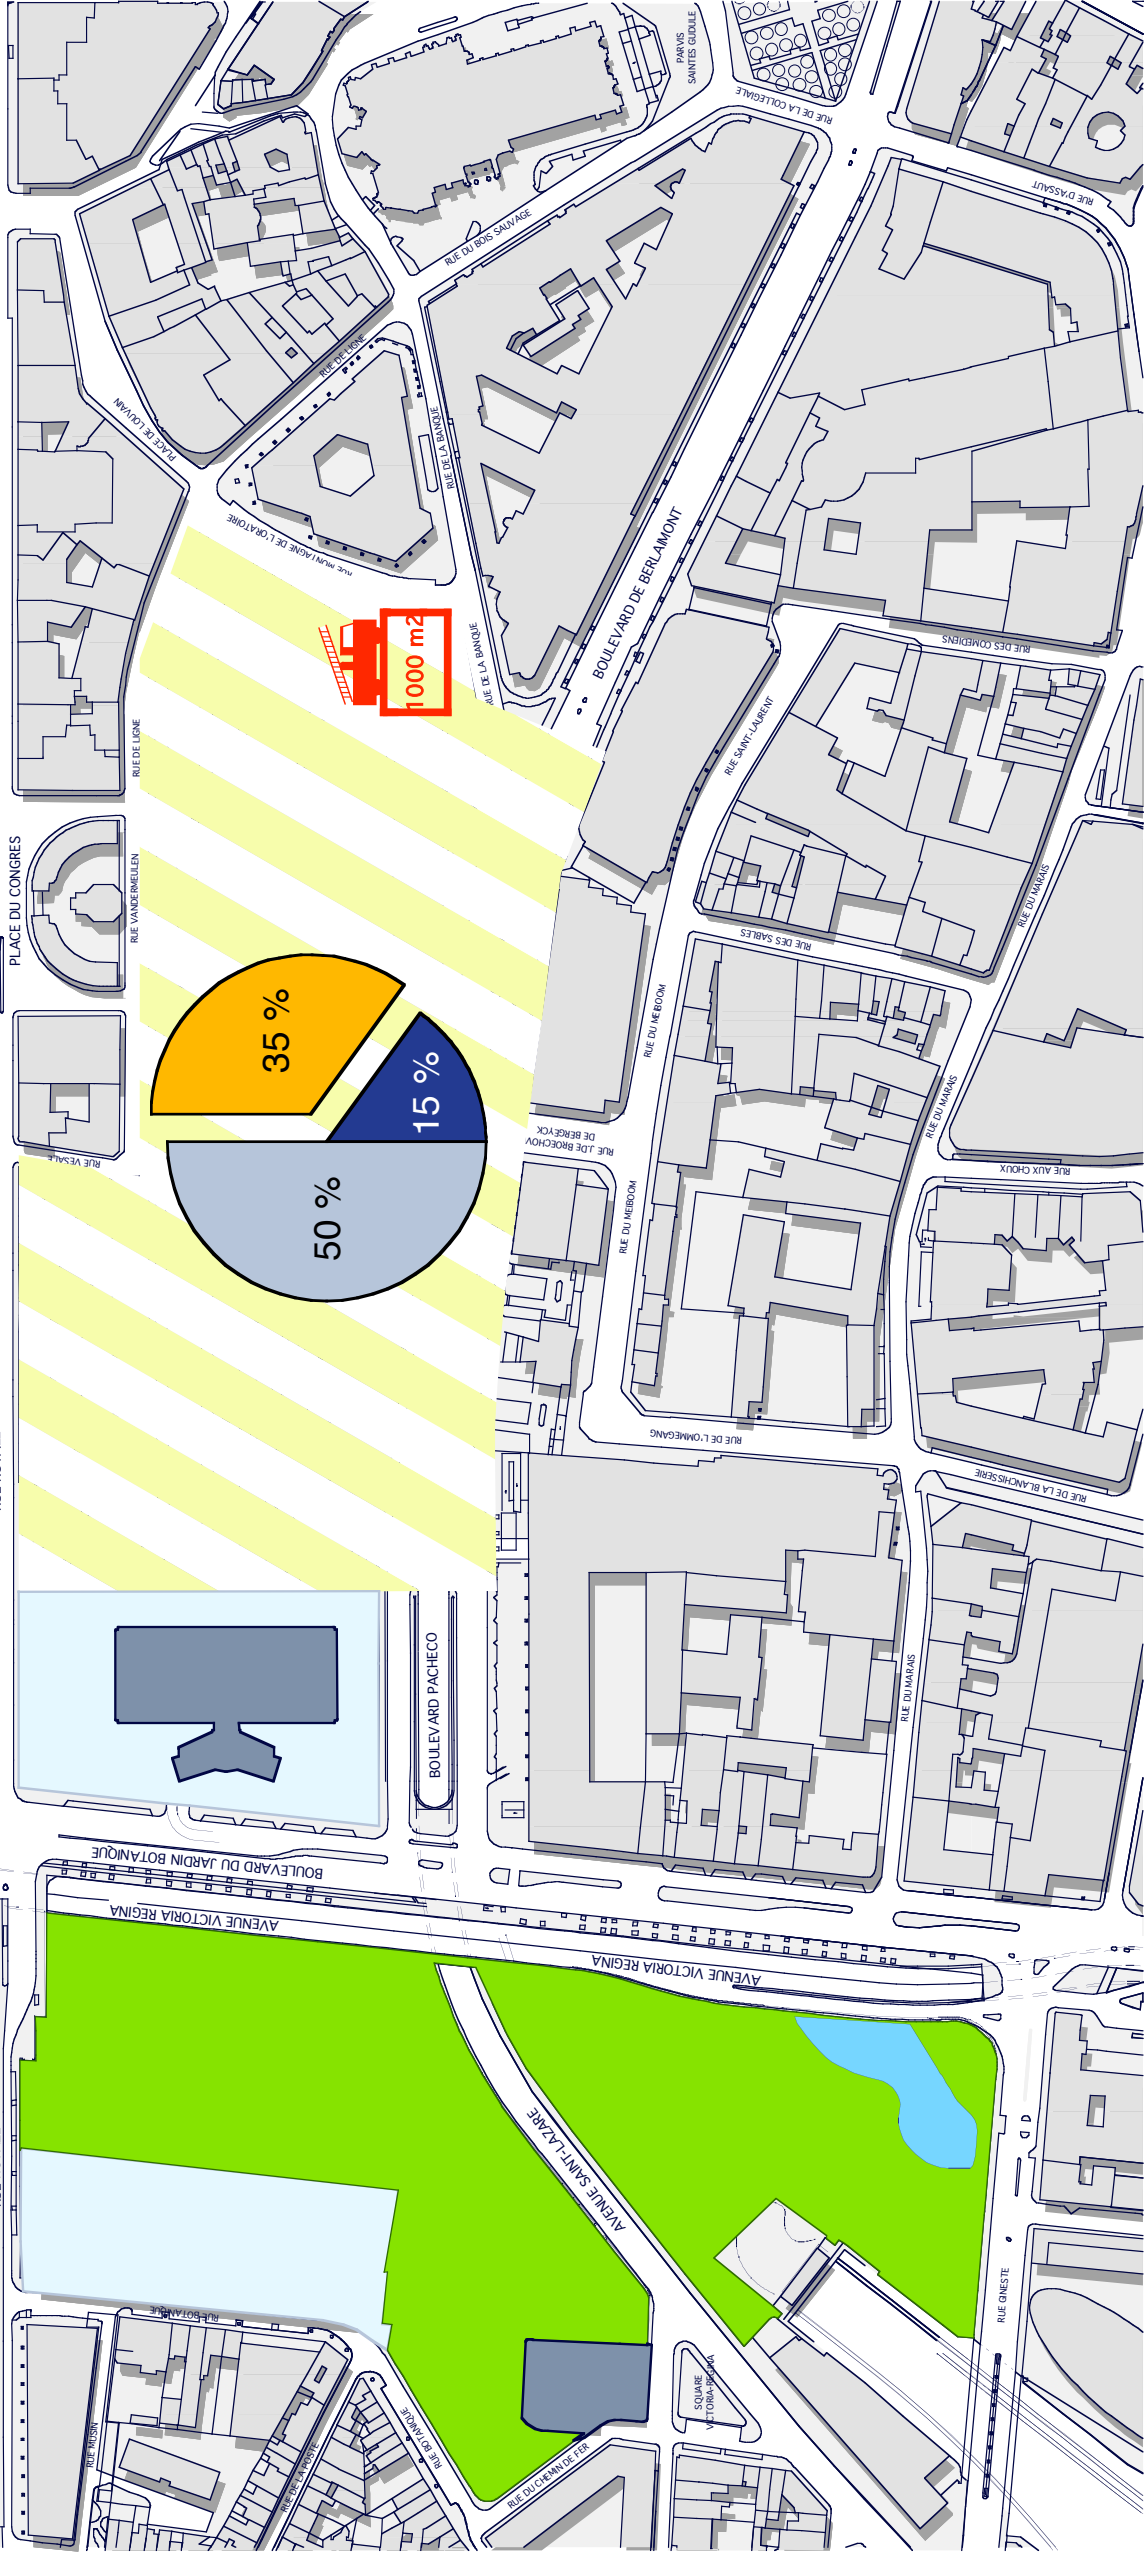 PARVIS
SAINTES GUDULE
RUE DE LA COLLEGIALE
RUE D'ASSAUT
RUE DU BOIS SAUVAGE
RUE DE LIGNE
PLACE DE LOUVAIN
RUE DE LA BANQUE
RUE MONTAGNE DE L'ORATOIRE
BOULEVARD DE BERLAIMONT
1000 m2
RUE DE LA BANQUE
RUE DES COMEDIENS
RUE DE LIGNE
RUE SAINT-LAURENT
PLACE DU CONGRES
RUE VANDERMEULEN
RUE DU MARAIS
RUE DES SABLES
35 %
15 %
50 %
RUE DU MEIBOOM
RUE DU MARAIS
RUE J.DE BROECHOV
DE BERGEYCK
RUE VESALE
RUE AUX CHOUX
RUE DU MEIBOOM
RUE DE L'OMMEGANG
RUE DE LA BLANCHISSERIE
BOULEVARD PACHECO
RUE DU MARAIS
BOULEVARD DU JARDIN BOTANIQUE
AVENUE VICTORIA REGINA
AVENUE VICTORIA REGINA
AVENUE SAINT-LAZARE
RUE GINESTE
RUE BOTANIQUE
SQUARE
VICTORIA-REGINA
RUE MUSIN
RUE DE LA POSTE
RUE BOTANIQUE
RUE DU CHEMIN DE FER